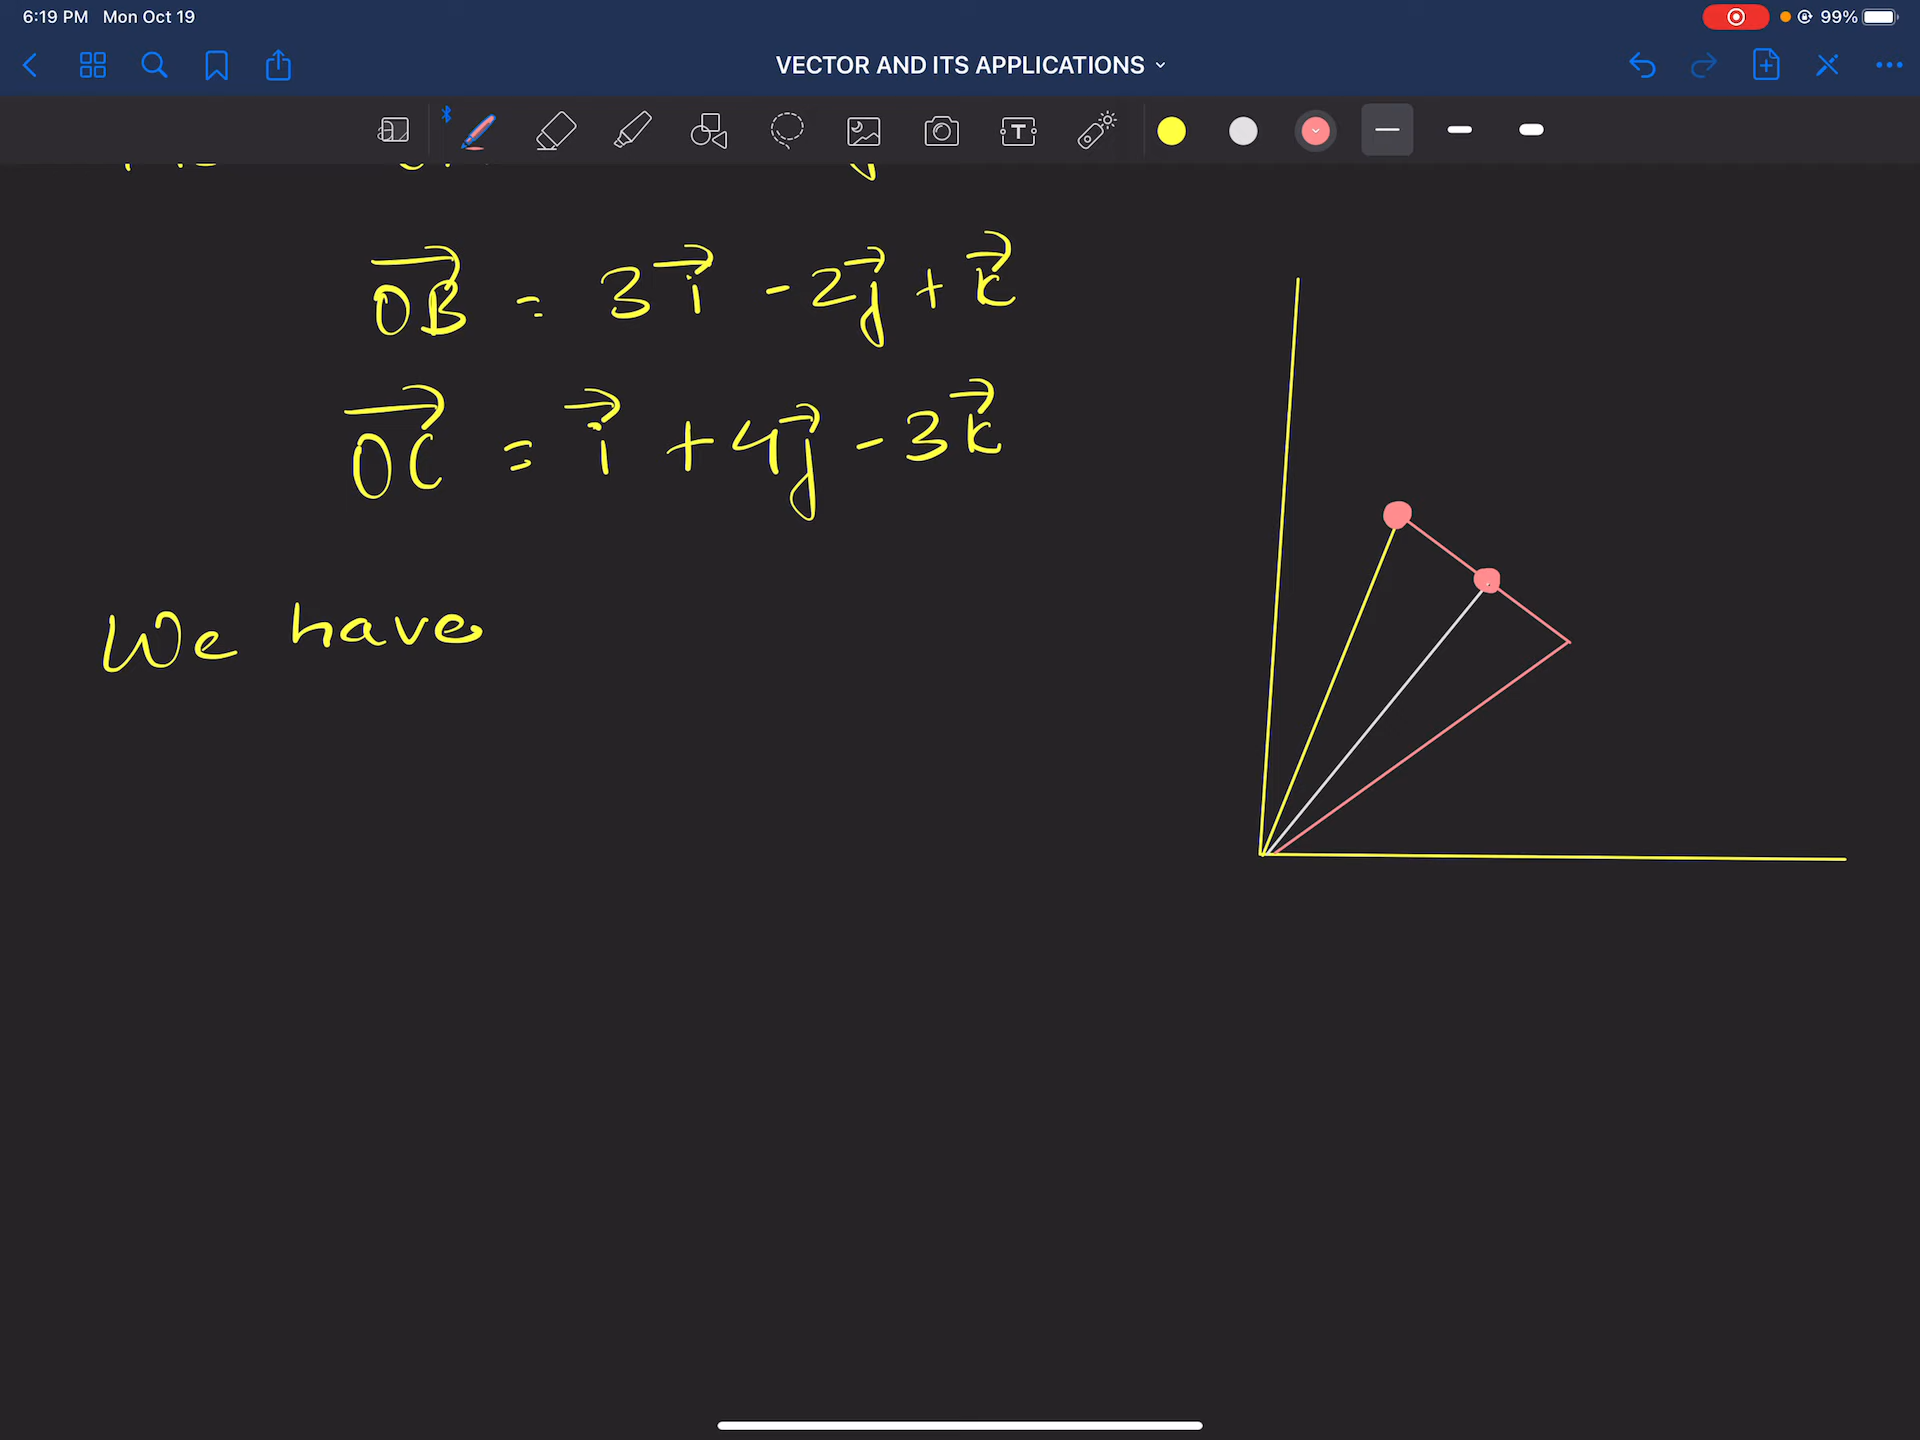 6:19 PM Mon Oct 19
99%
VECTOR AND ITS APPLICATIONS
T
OB = 3i - 2j + k
OC = i + 4j - 3k
We have